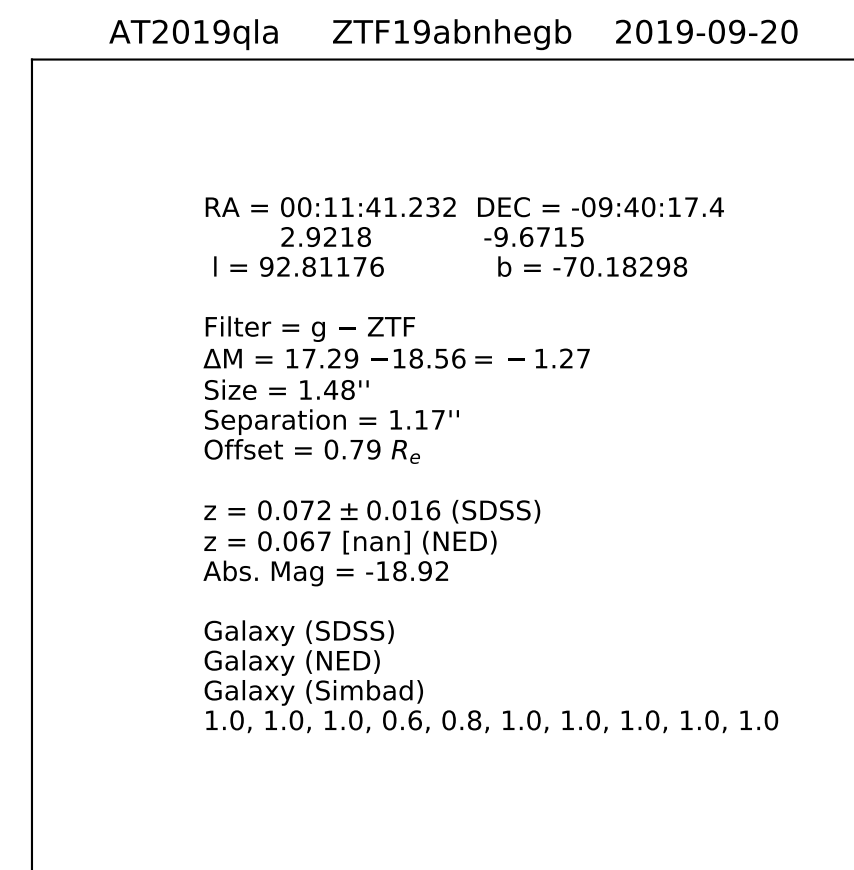 AT2019qla ZTF19abnhegb 2019-09-20
RA = 00:11:41.232 DEC = -09:40:17.4
2.9218 -9.6715
l = 92.81176 b = -70.18298
Filter = g − ZTF
ΔM = 17.29 −18.56 = − 1.27
Size = 1.48''
Separation = 1.17''
Offset = 0.79 Re
z = 0.072 ± 0.016 (SDSS)
z = 0.067 [nan] (NED)
Abs. Mag = -18.92
Galaxy (SDSS)
Galaxy (NED)
Galaxy (Simbad)
1.0, 1.0, 1.0, 0.6, 0.8, 1.0, 1.0, 1.0, 1.0, 1.0